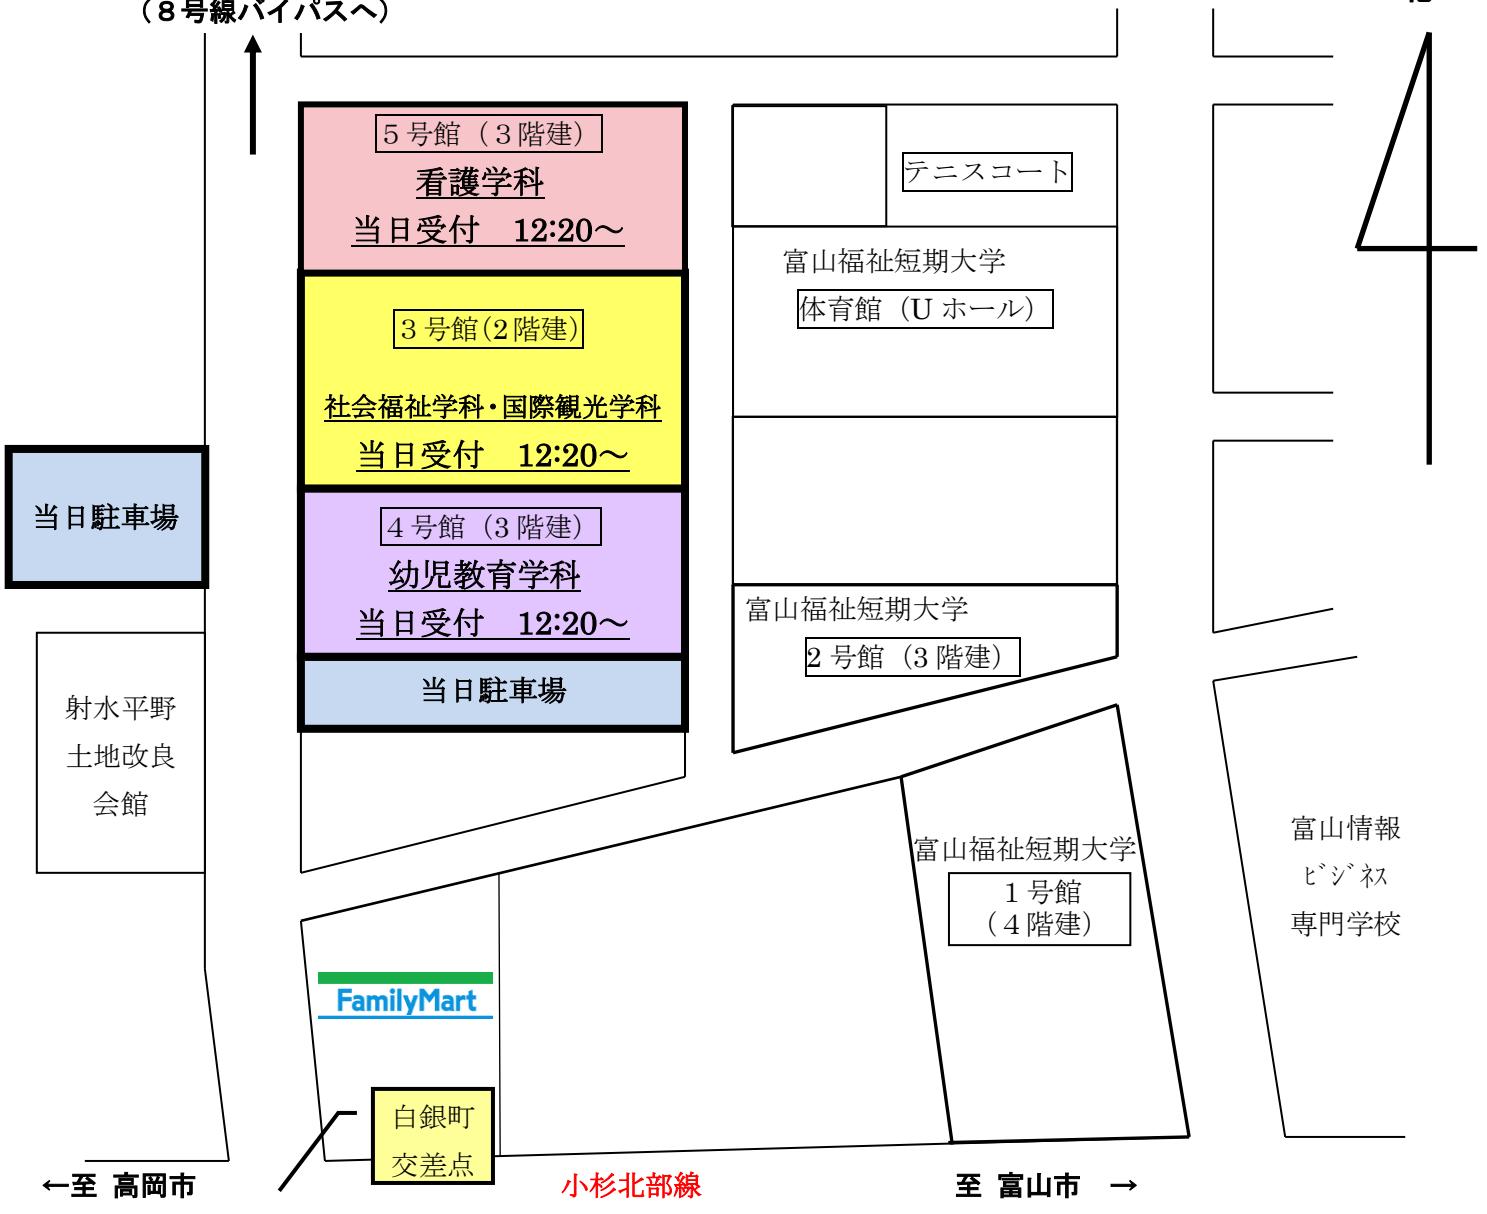 （８号線バイパスへ）
５号館（３階建）
看護学科
当日受付　12:20～
テニスコート
富山福祉短期大学
体育館（Uホール）
３号館(2階建)
社会福祉学科・国際観光学科
当日受付　12:20～
当日駐車場
４号館（3階建）
幼児教育学科
当日受付　12:20～
富山福祉短期大学
2号館（3階建）
当日駐車場
射水平野
土地改良
会館
富山福祉短期大学
１号館
（４階建）
富山情報
ﾋﾞｼﾞﾈｽ
専門学校
FamilyMart
白銀町
交差点
←至 高岡市
小杉北部線
至 富山市　→